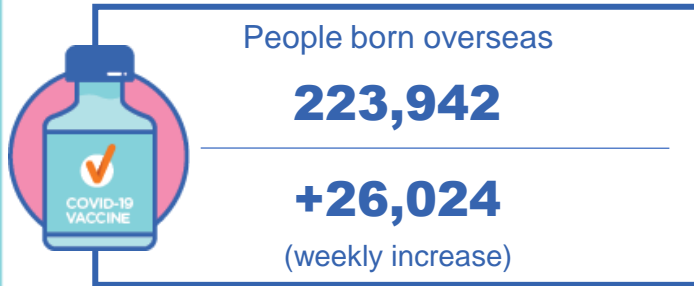 People born overseas
223,942
+26,024
(weekly increase)
COVID-19
VACCINE